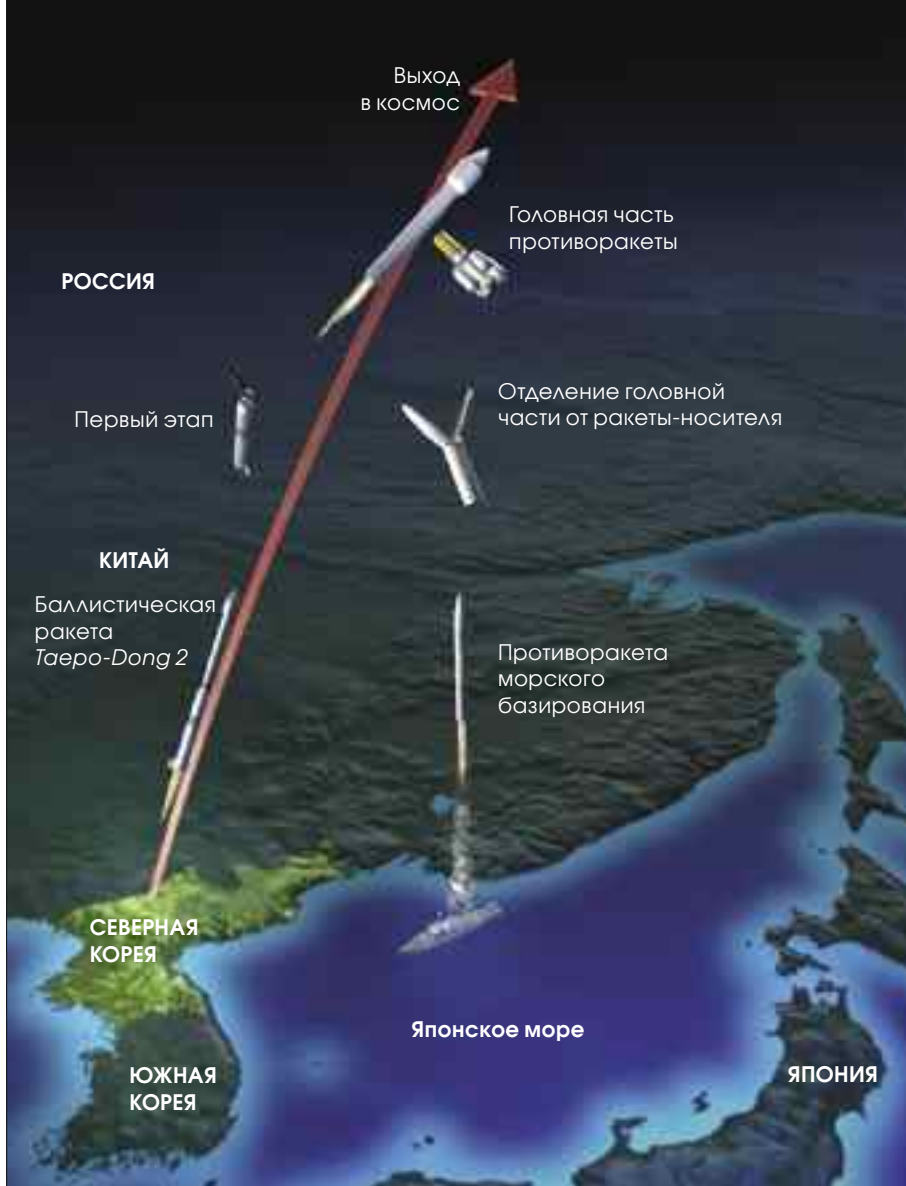 Выход
в космос
Головная часть
противоракеты
РОССИЯ
Отделение головной
части от ракеты-носителя
Первый этап
КИТАЙ
Баллистическая
ракета
Taepo-Dong 2
Противоракета
морского
базирования
СЕВЕРНАЯ
КОРЕЯ
Японское море
ЮЖНАЯ
КОРЕЯ
ЯПОНИЯ